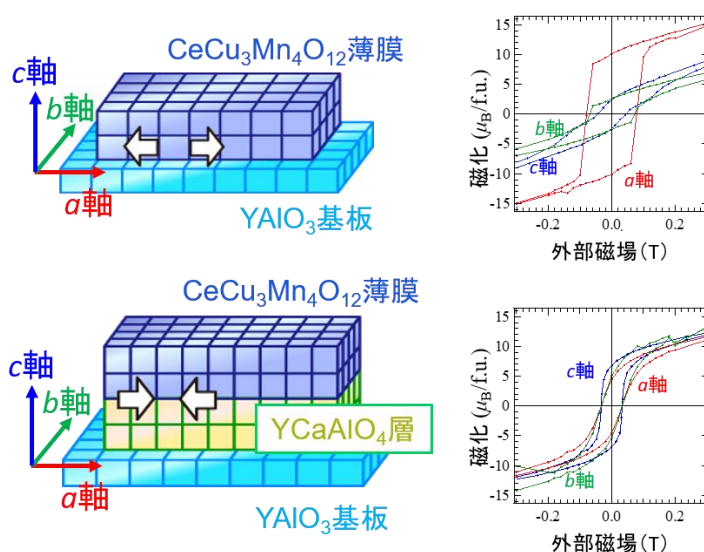 CeCu₃Mn₄O₁₂薄膜
c軸
b軸
a軸
YAlO₃基板
磁化 (μB/f.u.)
15
10
5
0
-5
-10
-15
b軸
c軸
a軸
-0.2
0.0
0.2
外部磁場(T)
CeCu₃Mn₄O₁₂薄膜
c軸
b軸
a軸
YCaAlO₄層
YAlO₃基板
磁化 (μB/f.u.)
15
10
5
0
-5
-10
-15
c軸
a軸
b軸
-0.2
0.0
0.2
外部磁場(T)